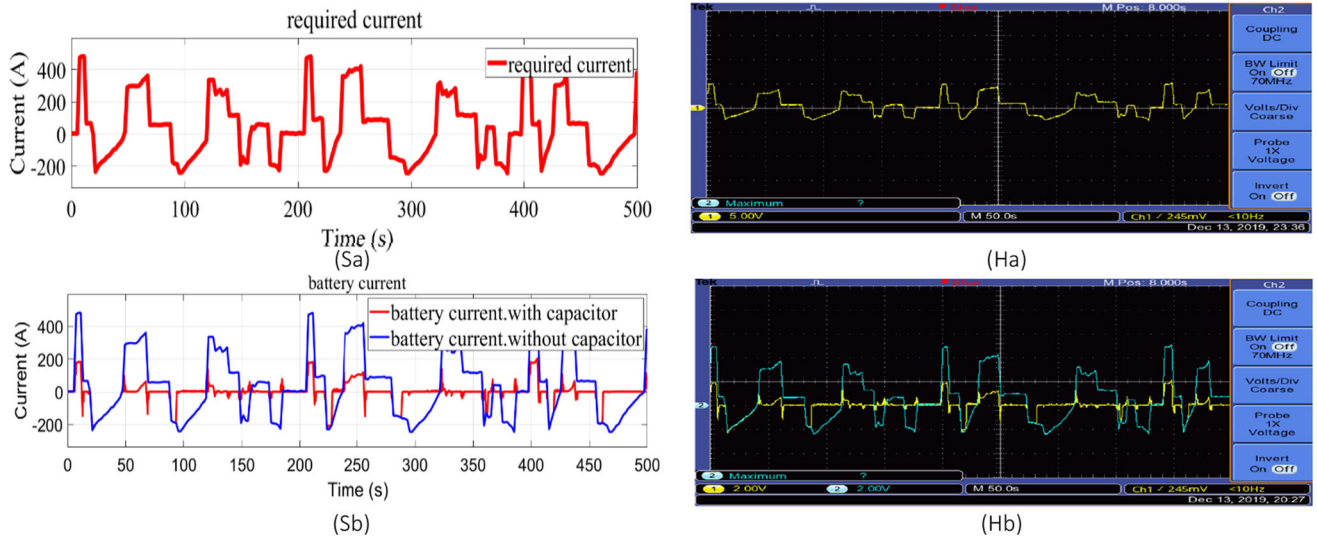 required current
Current (A)
400
200
0
-200
required current
0 100 200 300 400 500
Time (s)
(Sa)
Tek
Stop
M Pos: 8.000s
Ch2
Coupling
DC
BW Limit
On Off
70MHz
Volts/Div
Coarse
Probe
1X
Voltage
Invert
On Off
1
2 Maximum ?
1 5.00V M 50.0s Ch1 / 245mV <10Hz
Dec 13, 2019, 23:36
(Ha)
battery current
Current (A)
400
200
0
-200
battery current.with capacitor
battery current.without capacitor
0 50 100 150 200 250 300 350 400 450 500
Time (s)
(Sb)
Tek
Stop
M Pos: 8.000s
Ch2
Coupling
DC
BW Limit
On Off
70MHz
Volts/Div
Coarse
Probe
1X
Voltage
Invert
On Off
2
2 Maximum ?
1 2.00V 2 2.00V M 50.0s Ch1 / 245mV <10Hz
Dec 13, 2019, 20:27
(Hb)